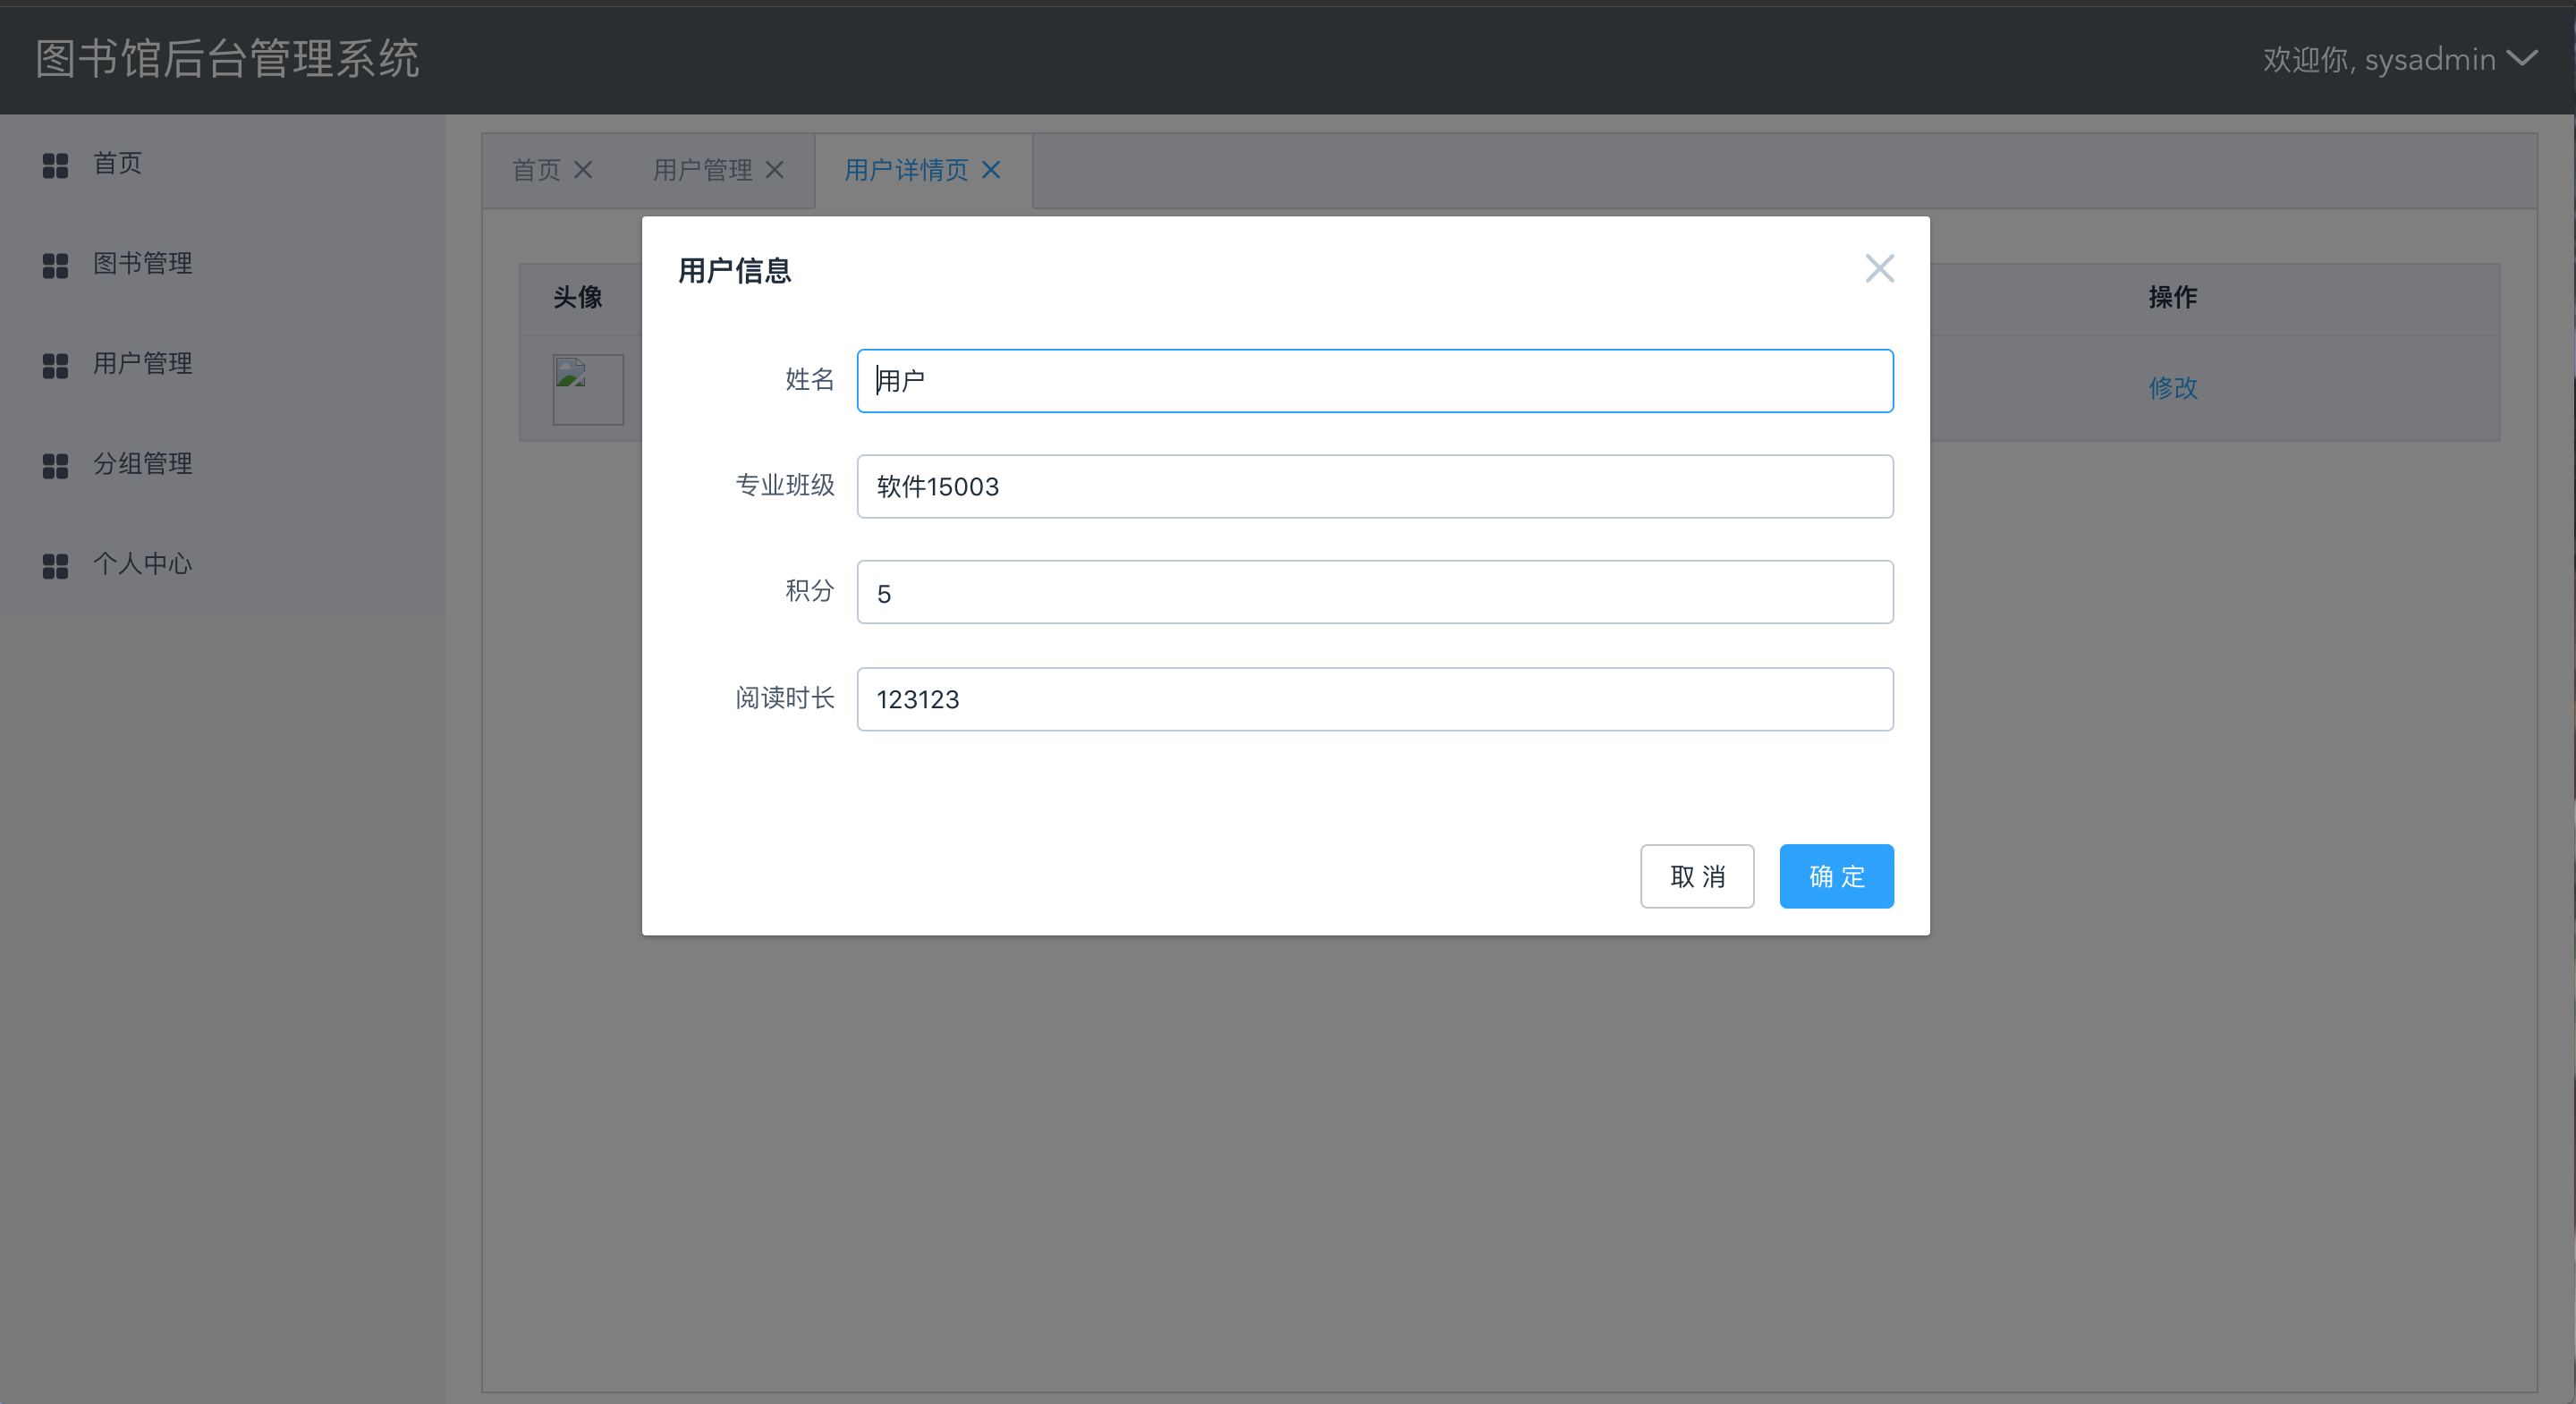 图书馆后台管理系统
欢迎你, sysadmin
首页
图书管理
用户管理
分组管理
个人中心
首页 用户管理 用户详情页
头像 操作
修改
用户信息
姓名 用户
专业班级 软件15003
积分 5
阅读时长 123123
取 消 确 定